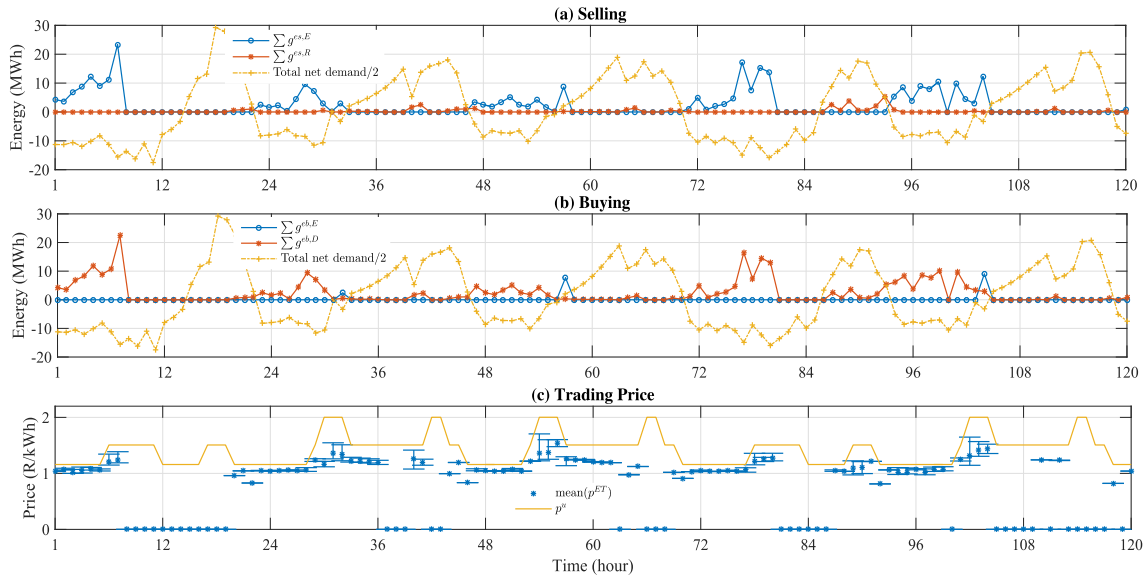 (a) Selling
Energy (MWh)
30
20
10
0
-10
-20
∑ g^{es,E}
∑ g^{es,R}
Total net demand/2
1 12 24 36 48 60 72 84 96 108 120
(b) Buying
Energy (MWh)
30
20
10
0
-10
-20
∑ g^{eb,E}
∑ g^{eb,D}
Total net demand/2
1 12 24 36 48 60 72 84 96 108 120
(c) Trading Price
Price (R/kWh)
2
1
0
mean(p^{ET})
p^u
1 12 24 36 48 60 72 84 96 108 120
Time (hour)